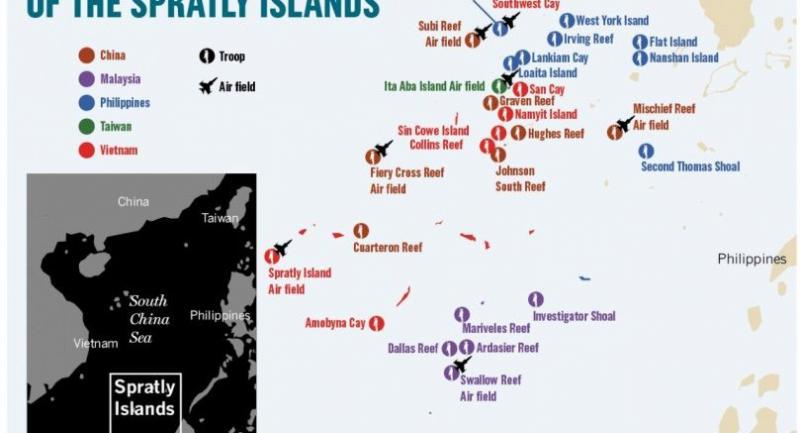 OF THE SPRATLY ISLANDS
China
Malaysia
Philippines
Taiwan
Vietnam
Troop
Air field
Southwest Cay
Subi Reef
Air field
West York Isand
Irving Reef
Flat Island
Nanshan Island
Lankiam Cay
Loaita Island
Ita Aba Island Air field
San Cay
Graven Reef
Namyit Island
Mischief Reef
Air field
Sin Cowe Island
Collins Reef
Hughes Reef
Fiery Cross Reef
Air field
Johnson
South Reef
Second Thomas Shoal
Cuarteron Reef
Spratly Island
Air field
Philippines
Amobyna Cay
Investigator Shoal
Mariveles Reef
Dallas Reef
Ardasier Reef
Swallow Reef
Air field
China
Taiwan
South
China
Sea
Philippines
Vietnam
Spratly
Islands